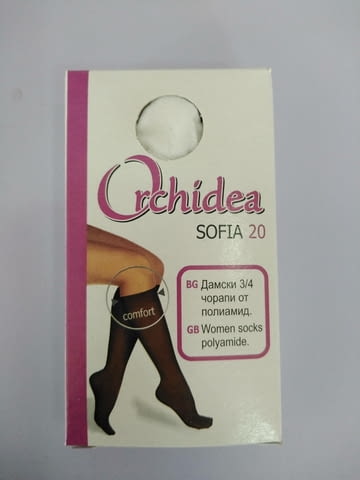 Orchidea
SOFIA 20
comfort
BG Дамски 3/4
чорапи от
полиамид.
GB Women socks
polyamide.